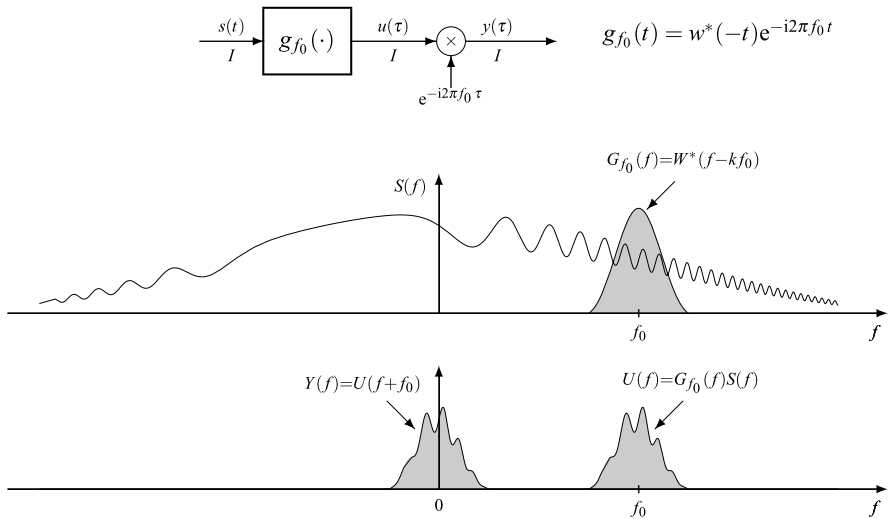 s(t)
I
g_{f_0}(·)
u(τ)
I
×
y(τ)
I
e^{−i2πf_0 τ}
g_{f_0}(t) = w*(−t)e^{−i2πf_0 t}
G_{f_0}(f)=W*(f−kf_0)
S(f)
f_0
f
Y(f)=U(f+f_0)
U(f)=G_{f_0}(f)S(f)
0
f_0
f